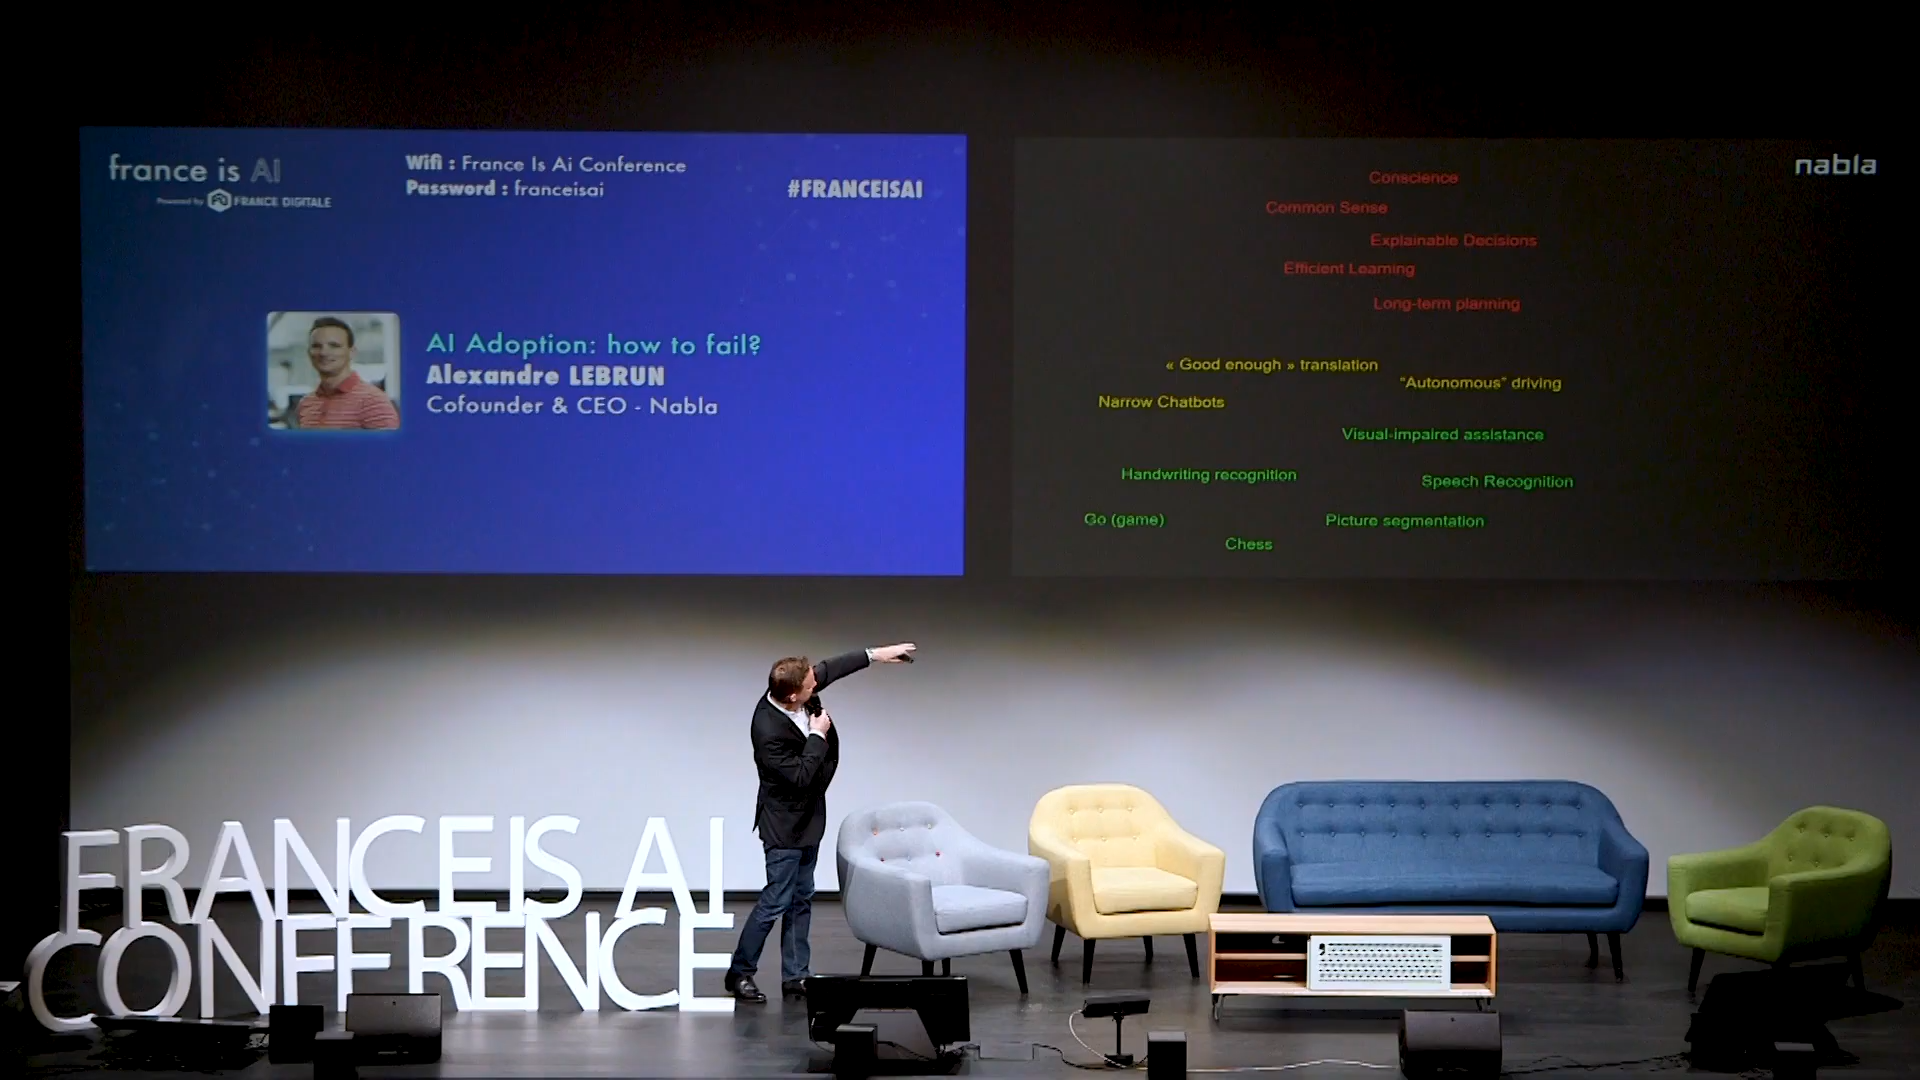 france is AI
Powered by FRANCE DIGITALE
Wifi : France Is Ai Conference
Password : franceisai
#FRANCEISAI
AI Adoption: how to fail?
Alexandre LEBRUN
Cofounder & CEO - Nabla
nabla
Conscience
Common Sense
Explainable Decisions
Efficient Learning
Long-term planning
« Good enough » translation
"Autonomous" driving
Narrow Chatbots
Visual-impaired assistance
Handwriting recognition
Speech Recognition
Go (game)
Picture segmentation
Chess
FRANCE IS AI
CONFERENCE